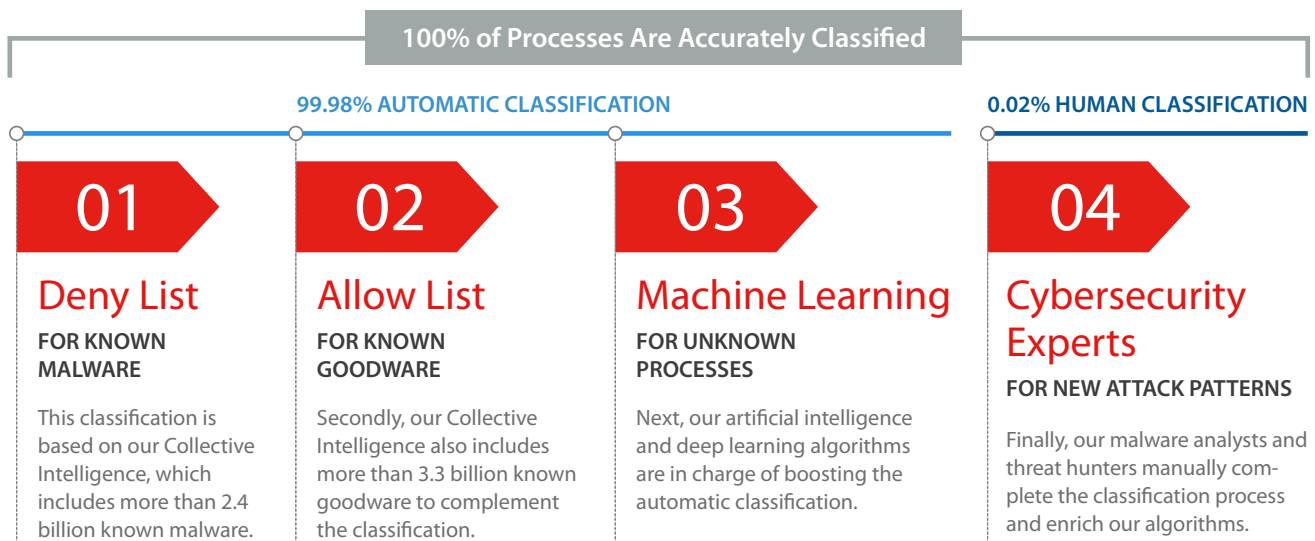 100% of Processes Are Accurately Classified
99.98% AUTOMATIC CLASSIFICATION
0.02% HUMAN CLASSIFICATION
01
Deny List
FOR KNOWN
MALWARE
This classification is
based on our Collective
Intelligence, which
includes more than 2.4
billion known malware.
02
Allow List
FOR KNOWN
GOODWARE
Secondly, our Collective
Intelligence also includes
more than 3.3 billion known
goodware to complement
the classification.
03
Machine Learning
FOR UNKNOWN
PROCESSES
Next, our artificial intelligence
and deep learning algorithms
are in charge of boosting the
automatic classification.
04
Cybersecurity
Experts
FOR NEW ATTACK PATTERNS
Finally, our malware analysts and
threat hunters manually com-
plete the classification process
and enrich our algorithms.